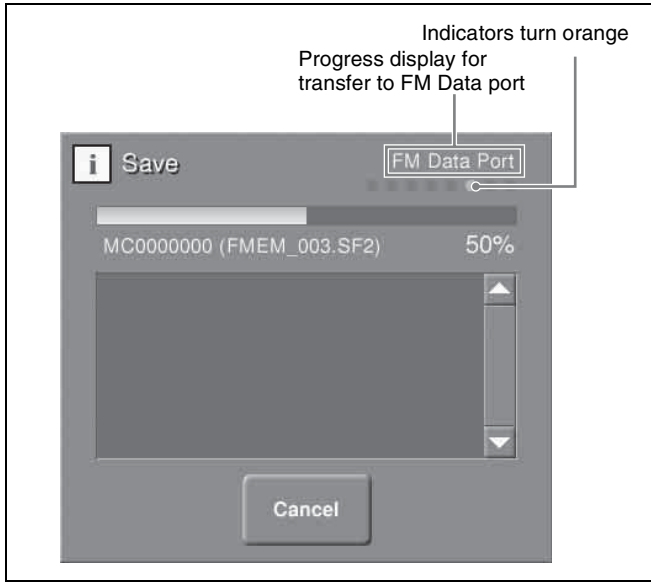 Indicators turn orange
Progress display for
transfer to FM Data port
i Save
FM Data Port
MC0000000 (FMEM_003.SF2) 50%
Cancel